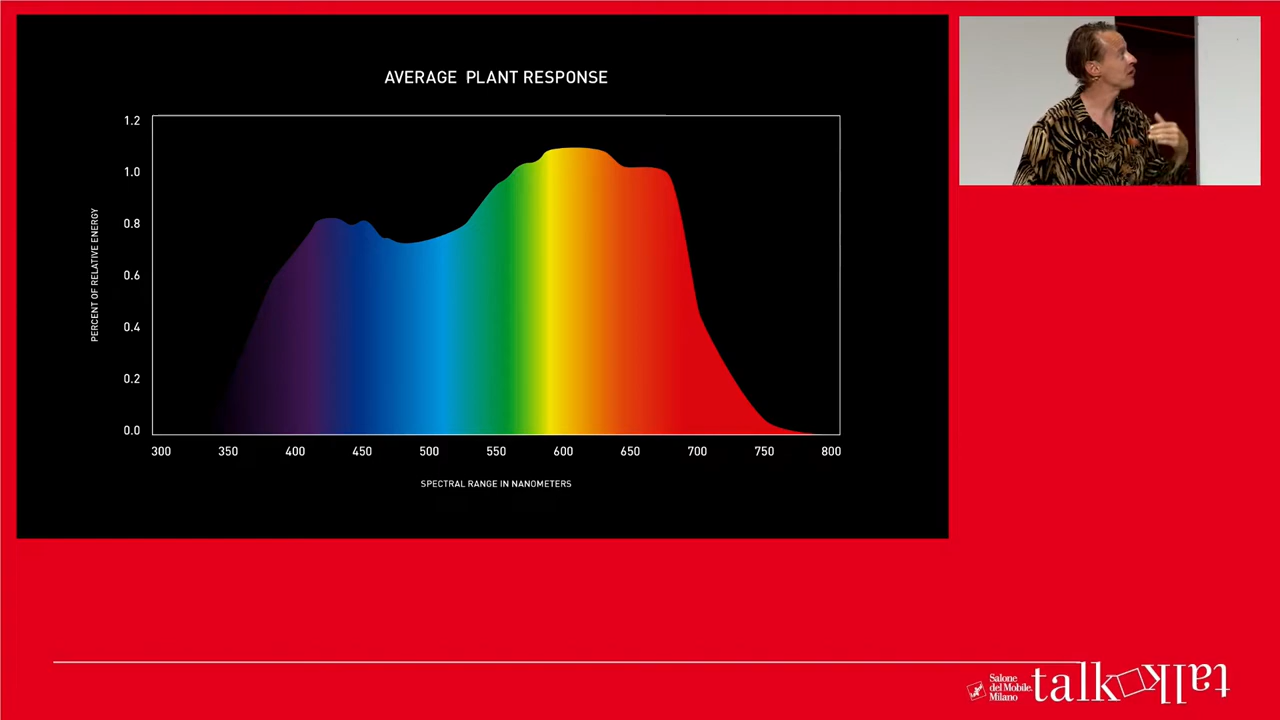 AVERAGE PLANT RESPONSE
PERCENT OF RELATIVE ENERGY
1.2
1.0
0.8
0.6
0.4
0.2
0.0
300 350 400 450 500 550 600 650 700 750 800
SPECTRAL RANGE IN NANOMETERS
Salone
del Mobile.
Milano
talk talk